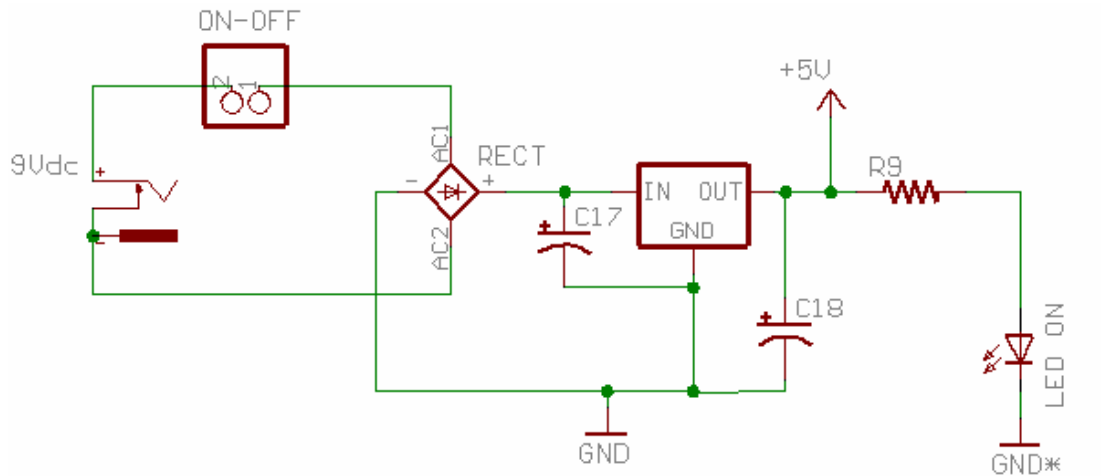 ON-OFF
2 1
+5V
9Vdc
+
AC1
RECT
- +
R9
IN OUT
GND
C17
+
AC2
-
C18
+
LED ON
GND
GND*